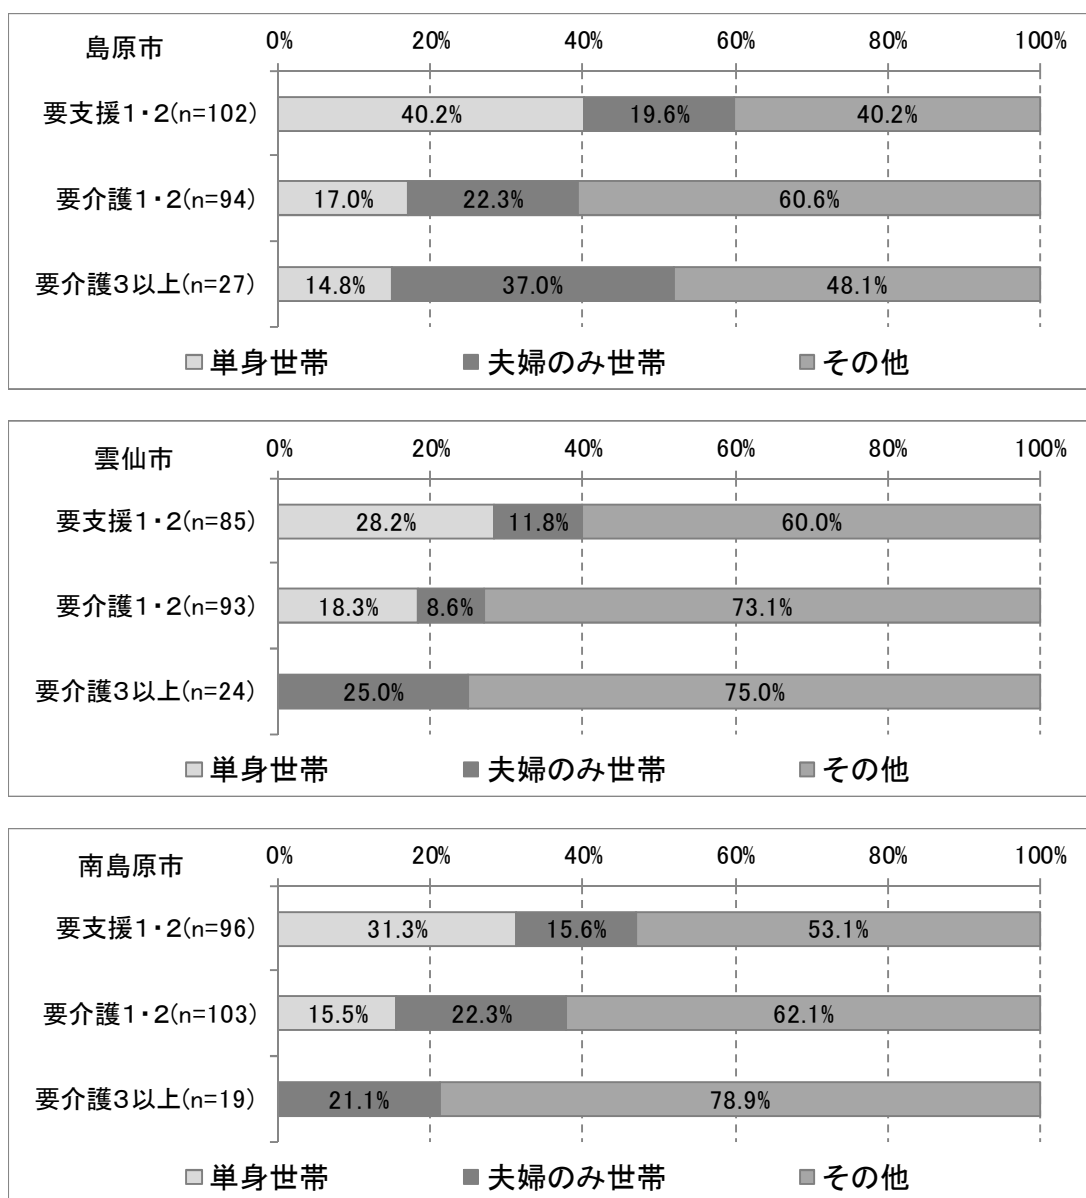 島原市
0% 20% 40% 60% 80% 100%
要支援1・2(n=102) 40.2% 19.6% 40.2%
要介護1・2(n=94) 17.0% 22.3% 60.6%
要介護3以上(n=27) 14.8% 37.0% 48.1%
単身世帯 夫婦のみ世帯 その他
雲仙市
0% 20% 40% 60% 80% 100%
要支援1・2(n=85) 28.2% 11.8% 60.0%
要介護1・2(n=93) 18.3% 8.6% 73.1%
要介護3以上(n=24) 25.0% 75.0%
単身世帯 夫婦のみ世帯 その他
南島原市
0% 20% 40% 60% 80% 100%
要支援1・2(n=96) 31.3% 15.6% 53.1%
要介護1・2(n=103) 15.5% 22.3% 62.1%
要介護3以上(n=19) 21.1% 78.9%
単身世帯 夫婦のみ世帯 その他